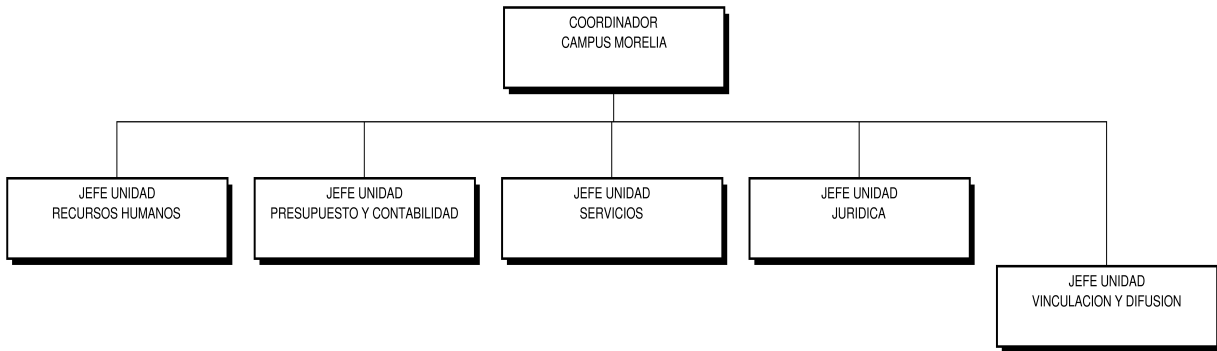 COORDINADOR
CAMPUS MORELIA
JEFE UNIDAD
RECURSOS HUMANOS
JEFE UNIDAD
PRESUPUESTO Y CONTABILIDAD
JEFE UNIDAD
SERVICIOS
JEFE UNIDAD
JURIDICA
JEFE UNIDAD
VINCULACION Y DIFUSION